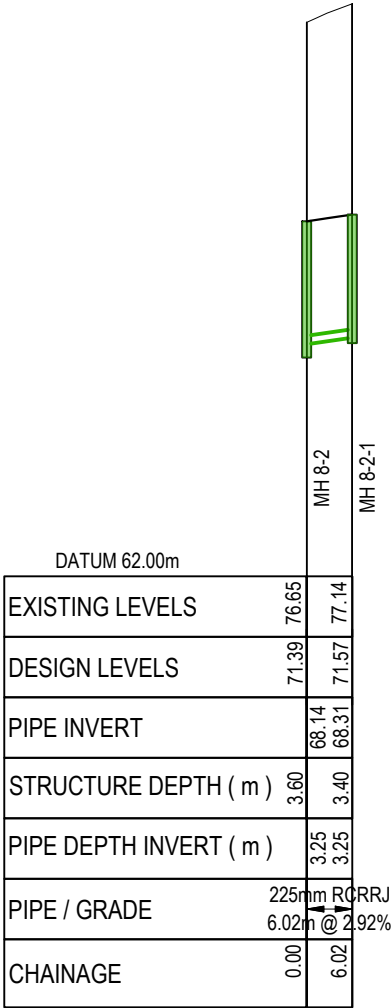 MH 8-2
MH 8-2-1
DATUM 62.00m
EXISTING LEVELS 76.65 77.14
DESIGN LEVELS 71.39 71.57
PIPE INVERT 68.14 68.31
STRUCTURE DEPTH ( m ) 3.60 3.40
PIPE DEPTH INVERT ( m ) 3.25 3.25
PIPE / GRADE
225mm RCRRJ
6.02m @ 2.92%
CHAINAGE 0.00 6.02